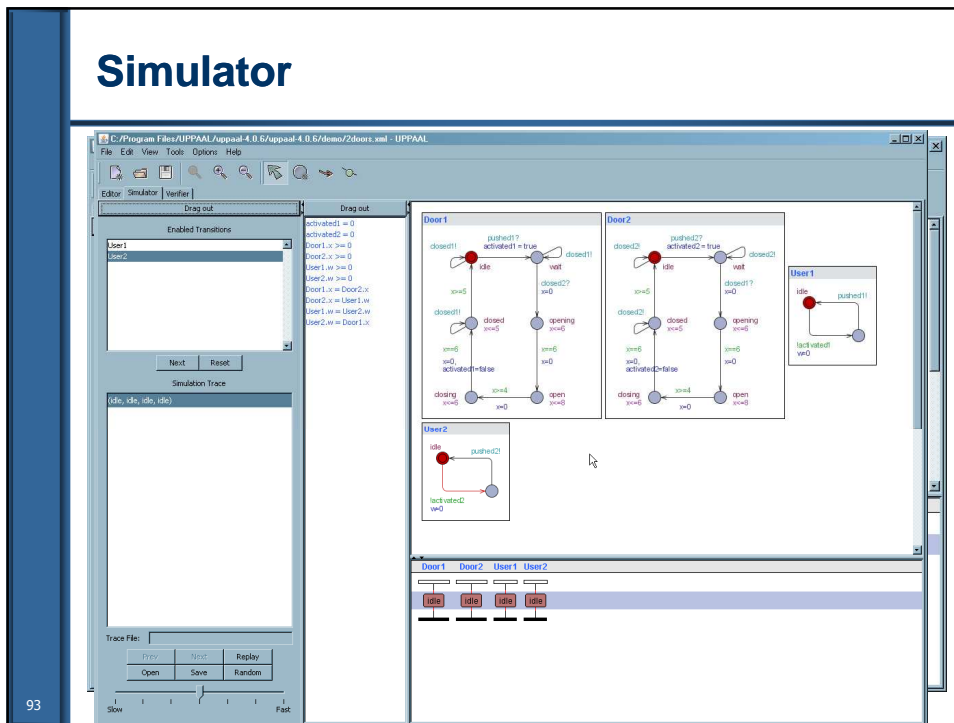 Simulator
C:/Program Files/UPPAAL/uppaal-4.0.6/uppaal-4.0.6/demo/2doors.xml - UPPAAL
File Edit View Tools Options Help
Editor Simulator Verifier
Drag out
Enabled Transitions
User1
User2
Next Reset
Simulation Trace
(idle, idle, idle, idle)
Trace File:
Prev Next Replay
Open Save Random
Slow Fast
Drag out
activated1 = 0
activated2 = 0
Door1.x >= 0
Door2.x >= 0
User1.w >= 0
User2.w >= 0
Door1.x = Door2.x
Door2.x = User1.w
User1.w = User2.w
User2.w = Door1.x
Door1
pushed1?
activated1 = true
closed1!
closed1!
idle
wait
closed2?
x=0
x>=5
closed1!
closed
x<=5
opening
x<=6
x==6
x=0,
activated1=false
x==6
x=0
closing
x<=6
x>=4
x=0
open
x<=8
Door2
pushed2?
activated2 = true
closed2!
closed2!
idle
wait
closed1?
x=0
x>=5
closed2!
closed
x<=5
opening
x<=6
x==6
x=0,
activated2=false
x==6
x=0
closing
x<=6
x>=4
x=0
open
x<=8
User1
idle
pushed1!
!activated1
w=0
User2
idle
pushed2!
!activated2
w=0
Door1 Door2 User1 User2
idle idle idle idle
93